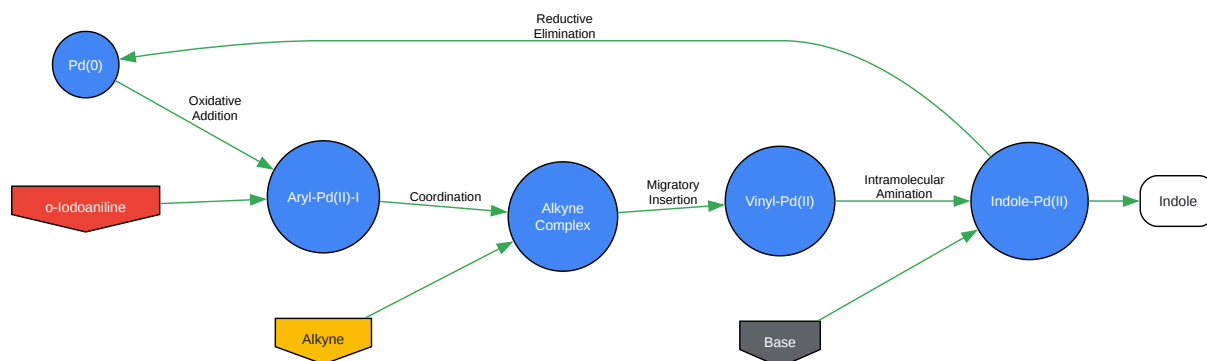 Reductive
Elimination
Pd(0)
Oxidative
Addition
o-Iodoaniline
Aryl-Pd(II)-I
Coordination
Alkyne
Complex
Migratory
Insertion
Vinyl-Pd(II)
Intramolecular
Amination
Indole-Pd(II)
Indole
Alkyne
Base